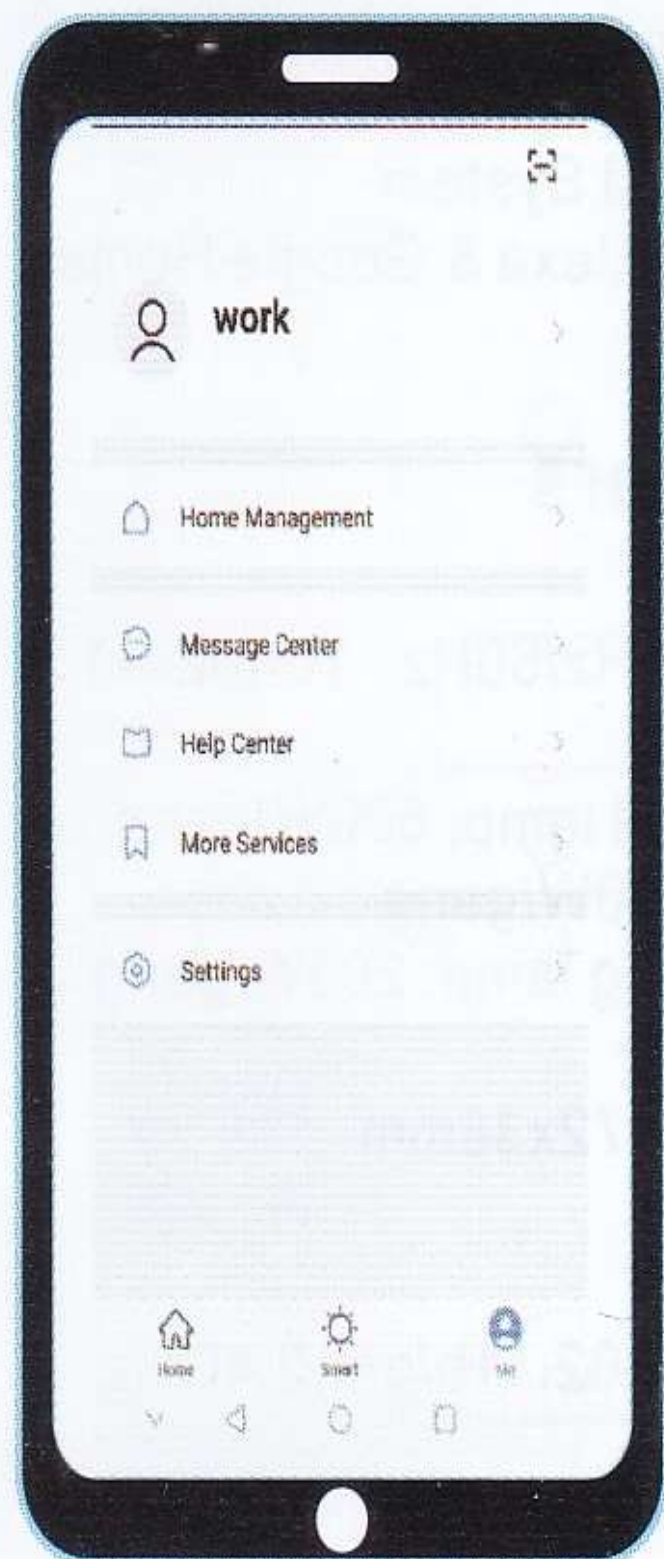 work
Home Management
Message Center
Help Center
More Services
Settings
Home
Smart
Me